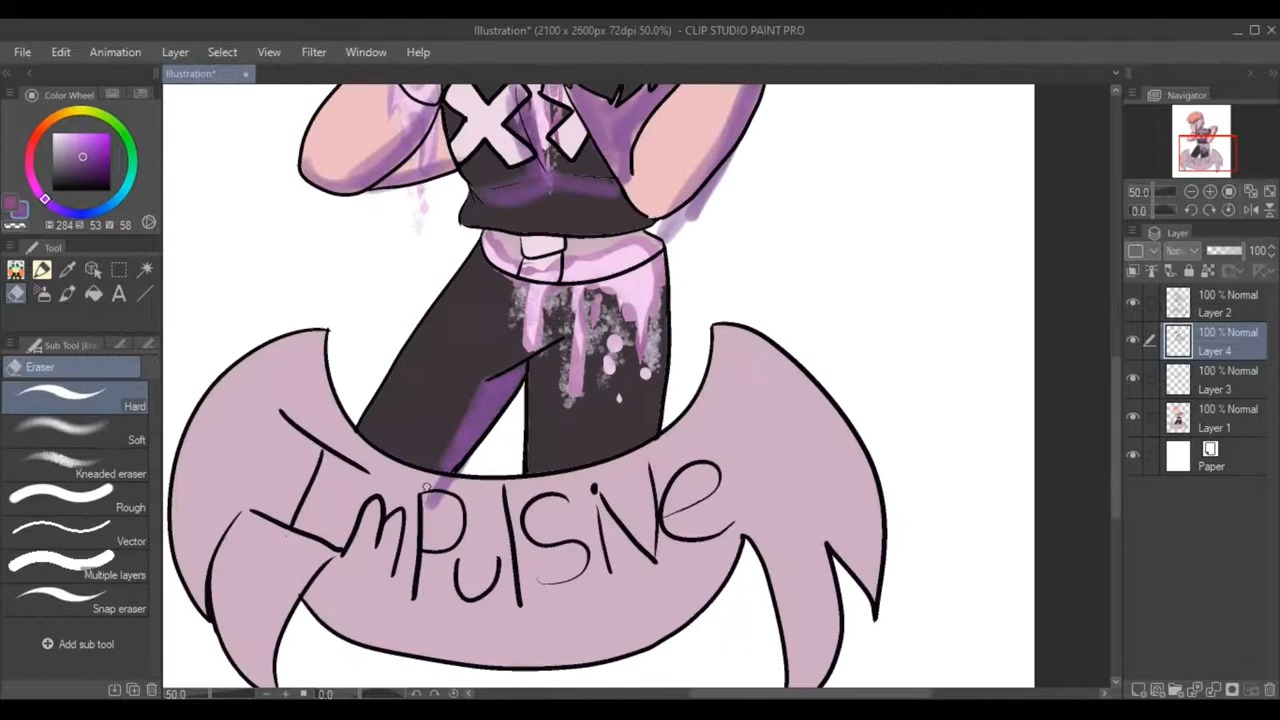 Illustration* (2100 x 2600px 72dpi 50.0%) - CLIP STUDIO PAINT PRO
File Edit Animation Layer Select View Filter Window Help
Illustration*
Color Wheel
Navigator
284 53 58
50.0
0.0
Tool
Layer
Norm 100
100 % Normal
Layer 2
100 % Normal
Layer 4
100 % Normal
Layer 3
100 % Normal
Layer 1
Paper
Sub Tool [Era
Eraser
Hard
Soft
Kneaded eraser
Rough
Vector
Multiple layers
Snap eraser
Add sub tool
ImpulSive
50.0 0.0